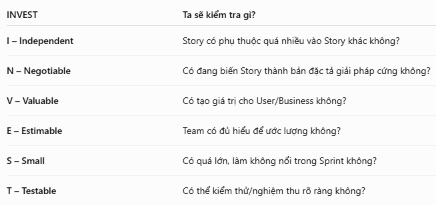 INVEST Ta sẽ kiểm tra gì?
I – Independent Story có phụ thuộc quá nhiều vào Story khác không?
N – Negotiable Có đang biến Story thành bản đặc tả giải pháp cứng không?
V – Valuable Có tạo giá trị cho User/Business không?
E – Estimable Team có đủ hiểu để ước lượng không?
S – Small Có quá lớn, làm không nổi trong Sprint không?
T – Testable Có thể kiểm thử/nghiệm thu rõ ràng không?